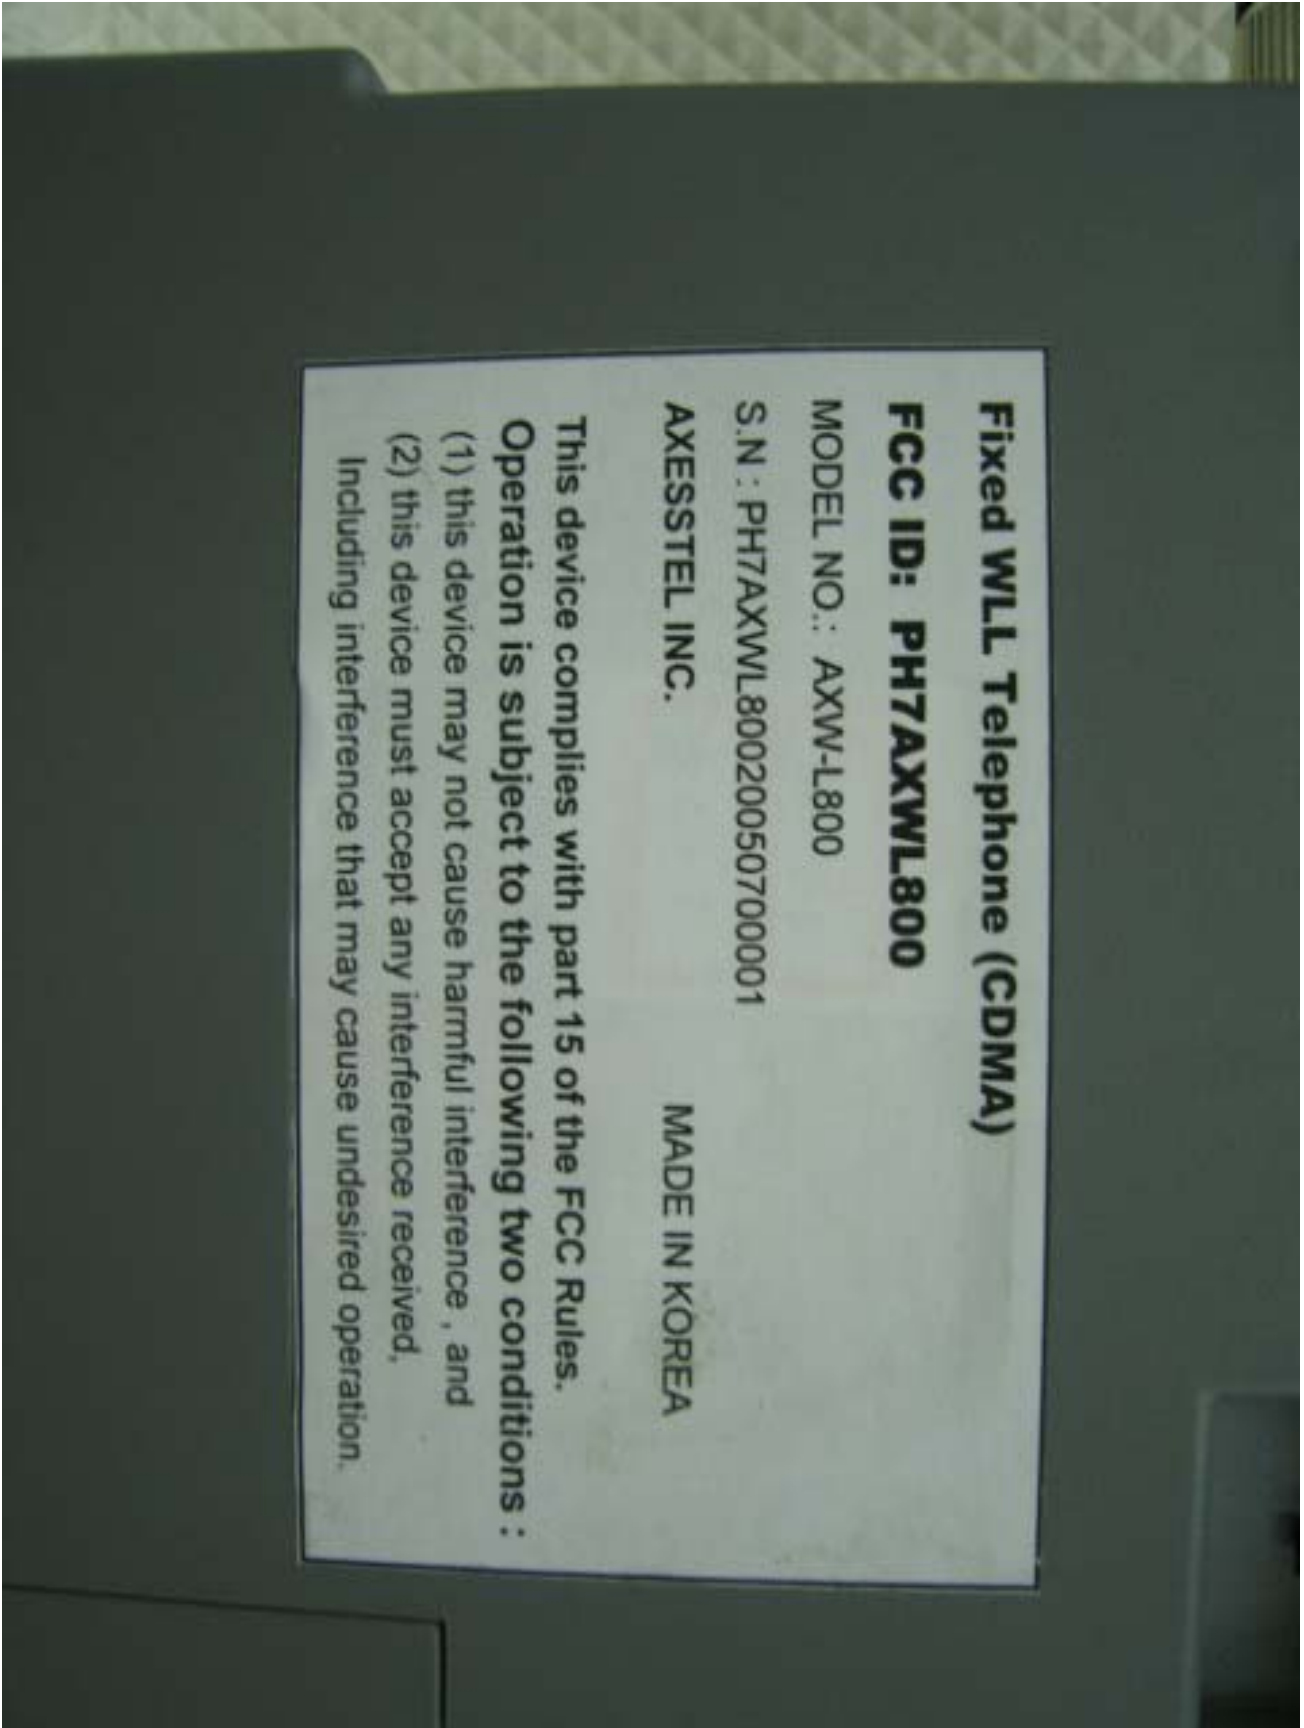 Fixed WLL Telephone (CDMA)
FCC ID: PH7AXWL800
MODEL NO.: AXW-L800
S.N : PH7AXWL80020050700001
AXESSTEL INC. MADE IN KOREA
This device complies with part 15 of the FCC Rules.
Operation is subject to the following two conditions :
(1) this device may not cause harmful interference , and
(2) this device must accept any interference received,
Including interference that may cause undesired operation.